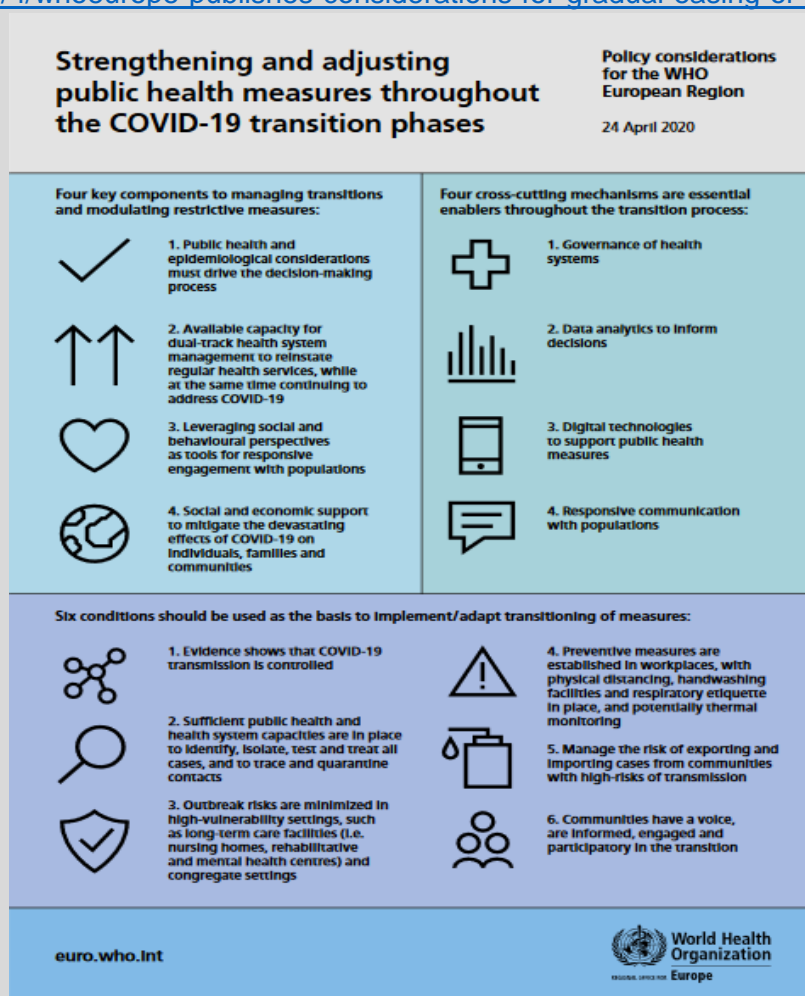 /4/whoeurope-publishes-considerations-for-gradual-easing-of-
Strengthening and adjusting
public health measures throughout
the COVID-19 transition phases
Policy considerations
for the WHO
European Region
24 April 2020
Four key components to managing transitions
and modulating restrictive measures:
1. Public health and
epidemiological considerations
must drive the decision-making
process
2. Available capacity for
dual-track health system
management to reinstate
regular health services, while
at the same time continuing to
address COVID-19
3. Leveraging social and
behavioural perspectives
as tools for responsive
engagement with populations
4. Social and economic support
to mitigate the devastating
effects of COVID-19 on
individuals, families and
communities
Four cross-cutting mechanisms are essential
enablers throughout the transition process:
1. Governance of health
systems
2. Data analytics to inform
decisions
3. Digital technologies
to support public health
measures
4. Responsive communication
with populations
Six conditions should be used as the basis to implement/adapt transitioning of measures:
1. Evidence shows that COVID-19
transmission is controlled
2. Sufficient public health and
health system capacities are in place
to identify, isolate, test and treat all
cases, and to trace and quarantine
contacts
3. Outbreak risks are minimized in
high-vulnerability settings, such
as long-term care facilities (i.e.
nursing homes, rehabilitative
and mental health centres) and
congregate settings
4. Preventive measures are
established in workplaces, with
physical distancing, handwashing
facilities and respiratory etiquette
in place, and potentially thermal
monitoring
5. Manage the risk of exporting and
importing cases from communities
with high-risks of transmission
6. Communities have a voice,
are informed, engaged and
participatory in the transition
euro.who.int
World Health
Organization
REGIONAL OFFICE FOR Europe